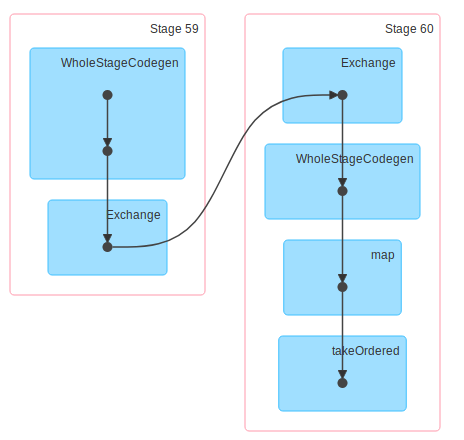 Stage 59
WholeStageCodegen
Exchange
Stage 60
Exchange
WholeStageCodegen
map
takeOrdered